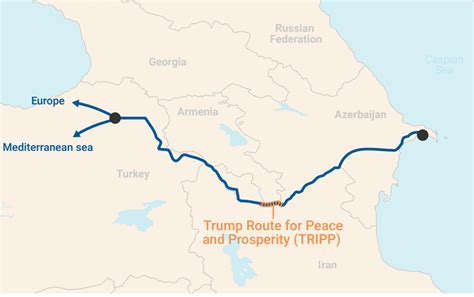 Russian
Federation
Caspian
Sea
Georgia
Europe
Armenia
Azerbaijan
Mediterranean sea
Turkey
Trump Route for Peace
and Prosperity (TRIPP)
Iran